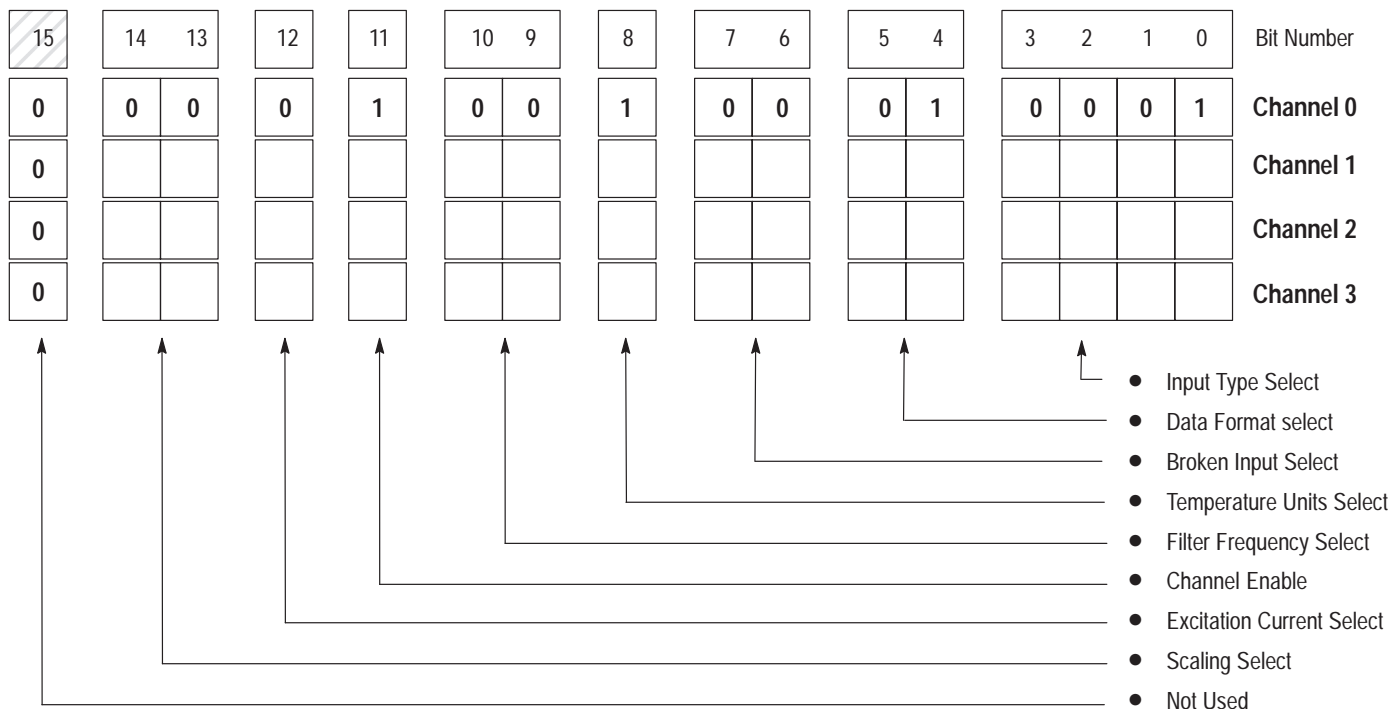 15 14 13 12 11 10 9 8 7 6 5 4 3 2 1 0 Bit Number
0 0 0 0 1 0 0 1 0 0 0 1 0 0 0 1 Channel 0
0 Channel 1
0 Channel 2
0 Channel 3
● Input Type Select
● Data Format select
● Broken Input Select
● Temperature Units Select
● Filter Frequency Select
● Channel Enable
● Excitation Current Select
● Scaling Select
● Not Used